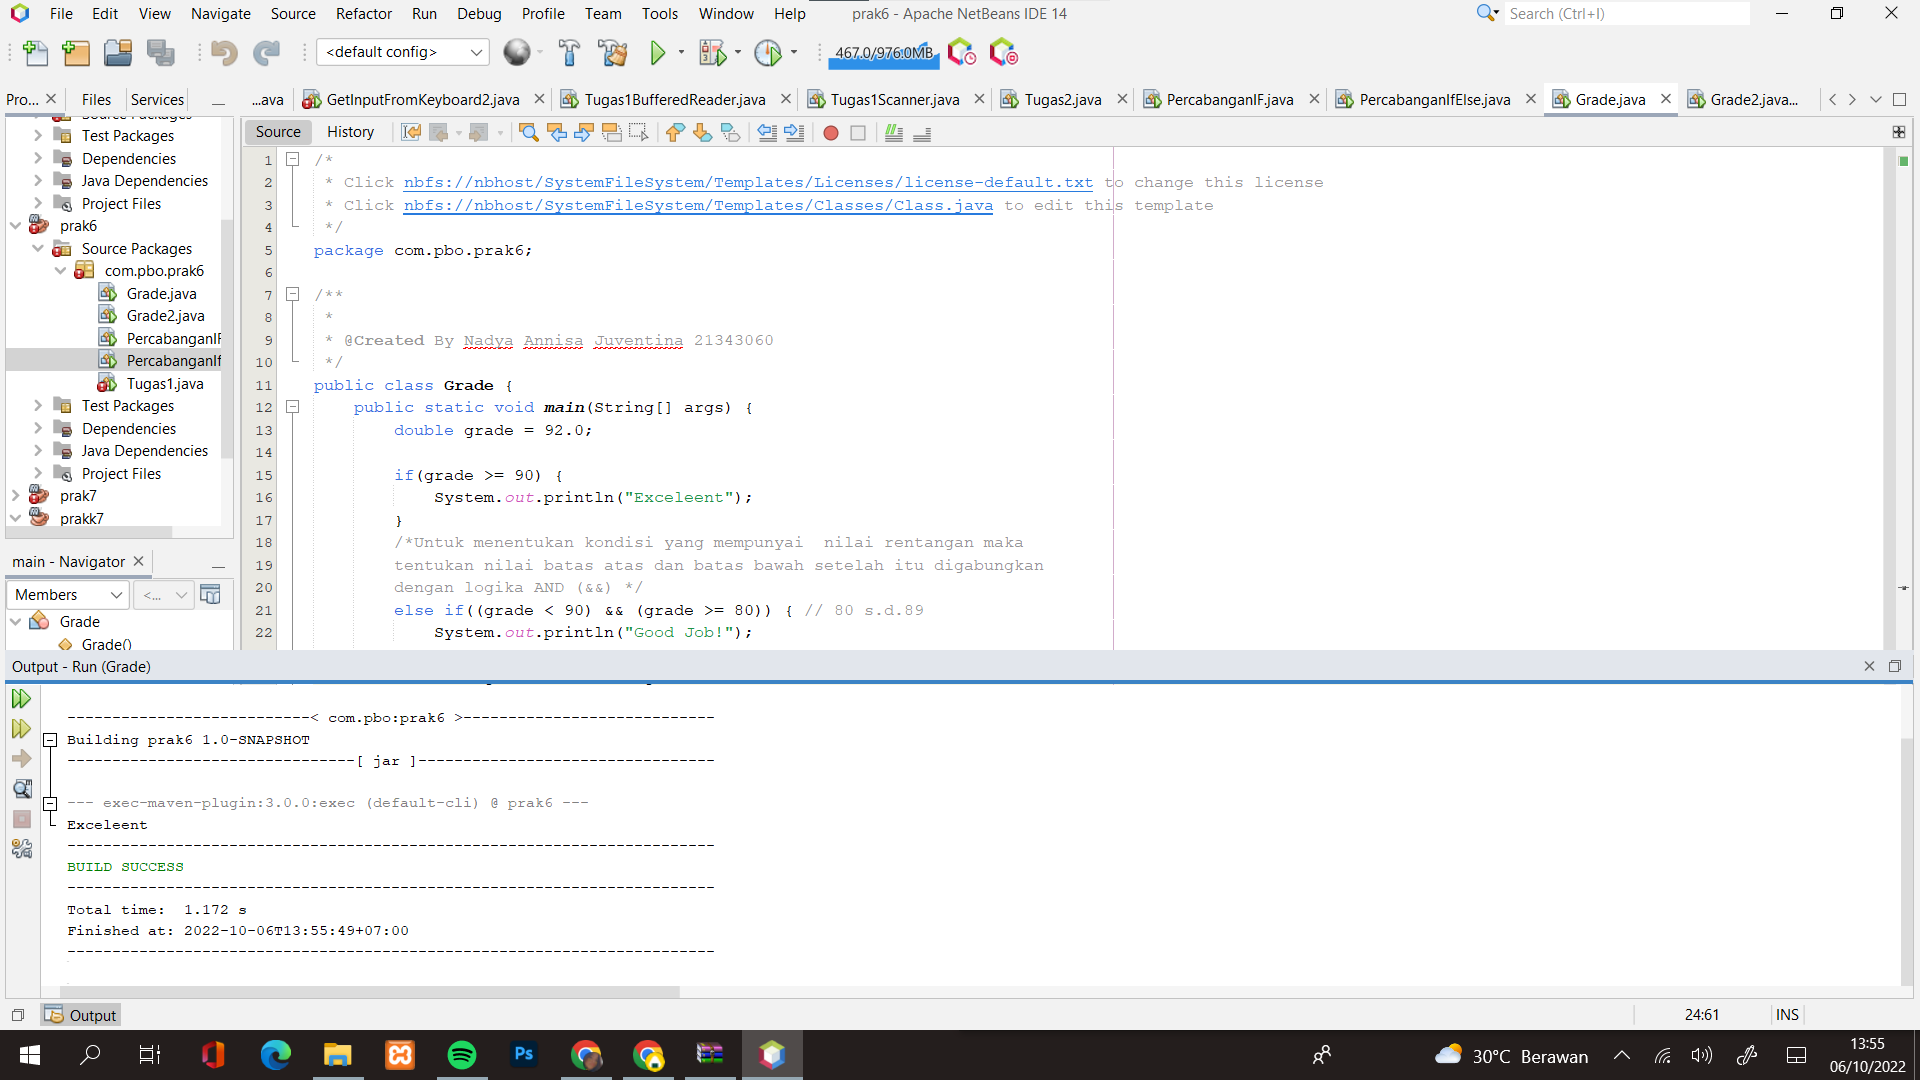 File Edit View Navigate Source Refactor Run Debug Profile Team Tools Window Help prak6 - Apache NetBeans IDE 14 Search (Ctrl+I)
<default config> 467.0/976.0MB
Pro... Files Services ...ava GetInputFromKeyboard2.java Tugas1BufferedReader.java Tugas1Scanner.java Tugas2.java PercabanganIF.java PercabanganIfElse.java Grade.java Grade2.java...
Source History
Source Packages
Test Packages
Dependencies
Java Dependencies
Project Files
prak6
Source Packages
com.pbo.prak6
Grade.java
Grade2.java
PercabanganIF
PercabanganIf
Tugas1.java
Test Packages
Dependencies
Java Dependencies
Project Files
prak7
prakk7
main - Navigator
Members <...
Grade
Grade()
1 /*
2 * Click nbfs://nbhost/SystemFileSystem/Templates/Licenses/license-default.txt to change this license
3 * Click nbfs://nbhost/SystemFileSystem/Templates/Classes/Class.java to edit this template
4 */
5 package com.pbo.prak6;
6
7 /**
8 *
9 * @Created By Nadya Annisa Juventina 21343060
10 */
11 public class Grade {
12 public static void main(String[] args) {
13 double grade = 92.0;
14
15 if(grade >= 90) {
16 System.out.println("Exceleent");
17 }
18 /*Untuk menentukan kondisi yang mempunyai  nilai rentangan maka
19 tentukan nilai batas atas dan batas bawah setelah itu digabungkan
20 dengan logika AND (&&) */
21 else if((grade < 90) && (grade >= 80)) { // 80 s.d.89
22 System.out.println("Good Job!");
Output - Run (Grade)
---------------------------< com.pbo:prak6 >----------------------------
Building prak6 1.0-SNAPSHOT
--------------------------------[ jar ]---------------------------------
--- exec-maven-plugin:3.0.0:exec (default-cli) @ prak6 ---
Exceleent
------------------------------------------------------------------------
BUILD SUCCESS
------------------------------------------------------------------------
Total time:  1.172 s
Finished at: 2022-10-06T13:55:49+07:00
------------------------------------------------------------------------
Output 24:61 INS
Ps 30°C Berawan 13:55
06/10/2022